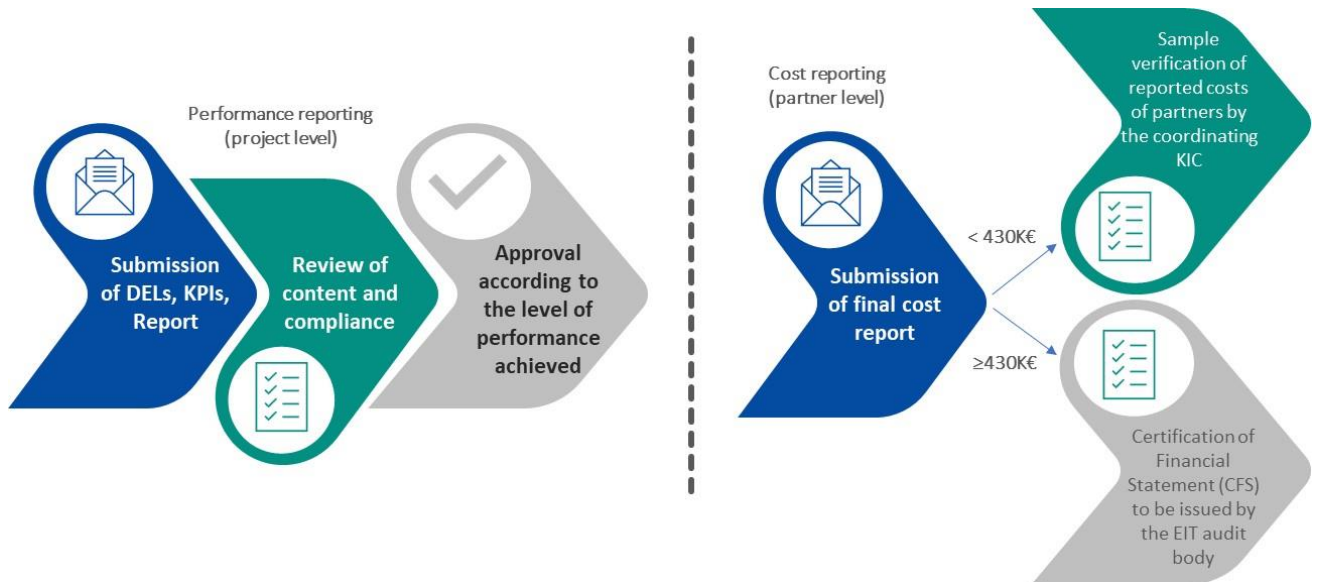 Performance reporting
(project level)
Submission
of DELs, KPIs,
Report
Review of
content and
compliance
Approval
according to
the level of
performance
achieved
Cost reporting
(partner level)
Submission
of final cost
report
< 430K€
≥430K€
Sample
verification of
reported costs
of partners by
the coordinating
KIC
Certification of
Financial
Statement (CFS)
to be issued by
the EIT audit
body